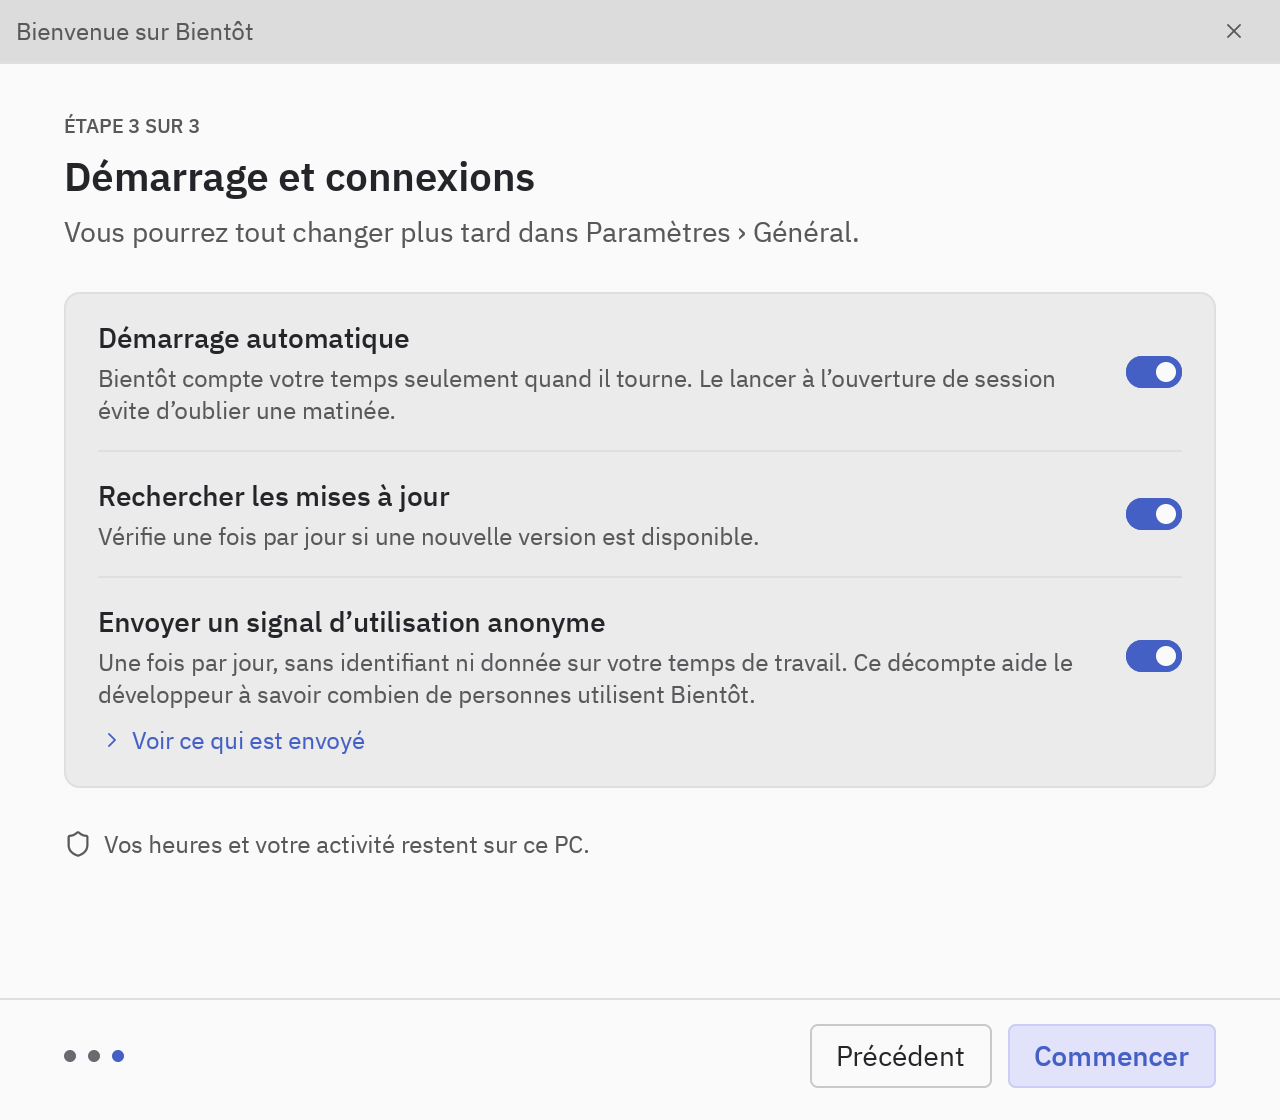 Bienvenue sur Bientôt
ÉTAPE 3 SUR 3
Démarrage et connexions
Vous pourrez tout changer plus tard dans Paramètres › Général.
Démarrage automatique
Bientôt compte votre temps seulement quand il tourne. Le lancer à l’ouverture de session
évite d’oublier une matinée.
Rechercher les mises à jour
Vérifie une fois par jour si une nouvelle version est disponible.
Envoyer un signal d’utilisation anonyme
Une fois par jour, sans identifiant ni donnée sur votre temps de travail. Ce décompte aide le
développeur à savoir combien de personnes utilisent Bientôt.
Voir ce qui est envoyé
Vos heures et votre activité restent sur ce PC.
Précédent
Commencer